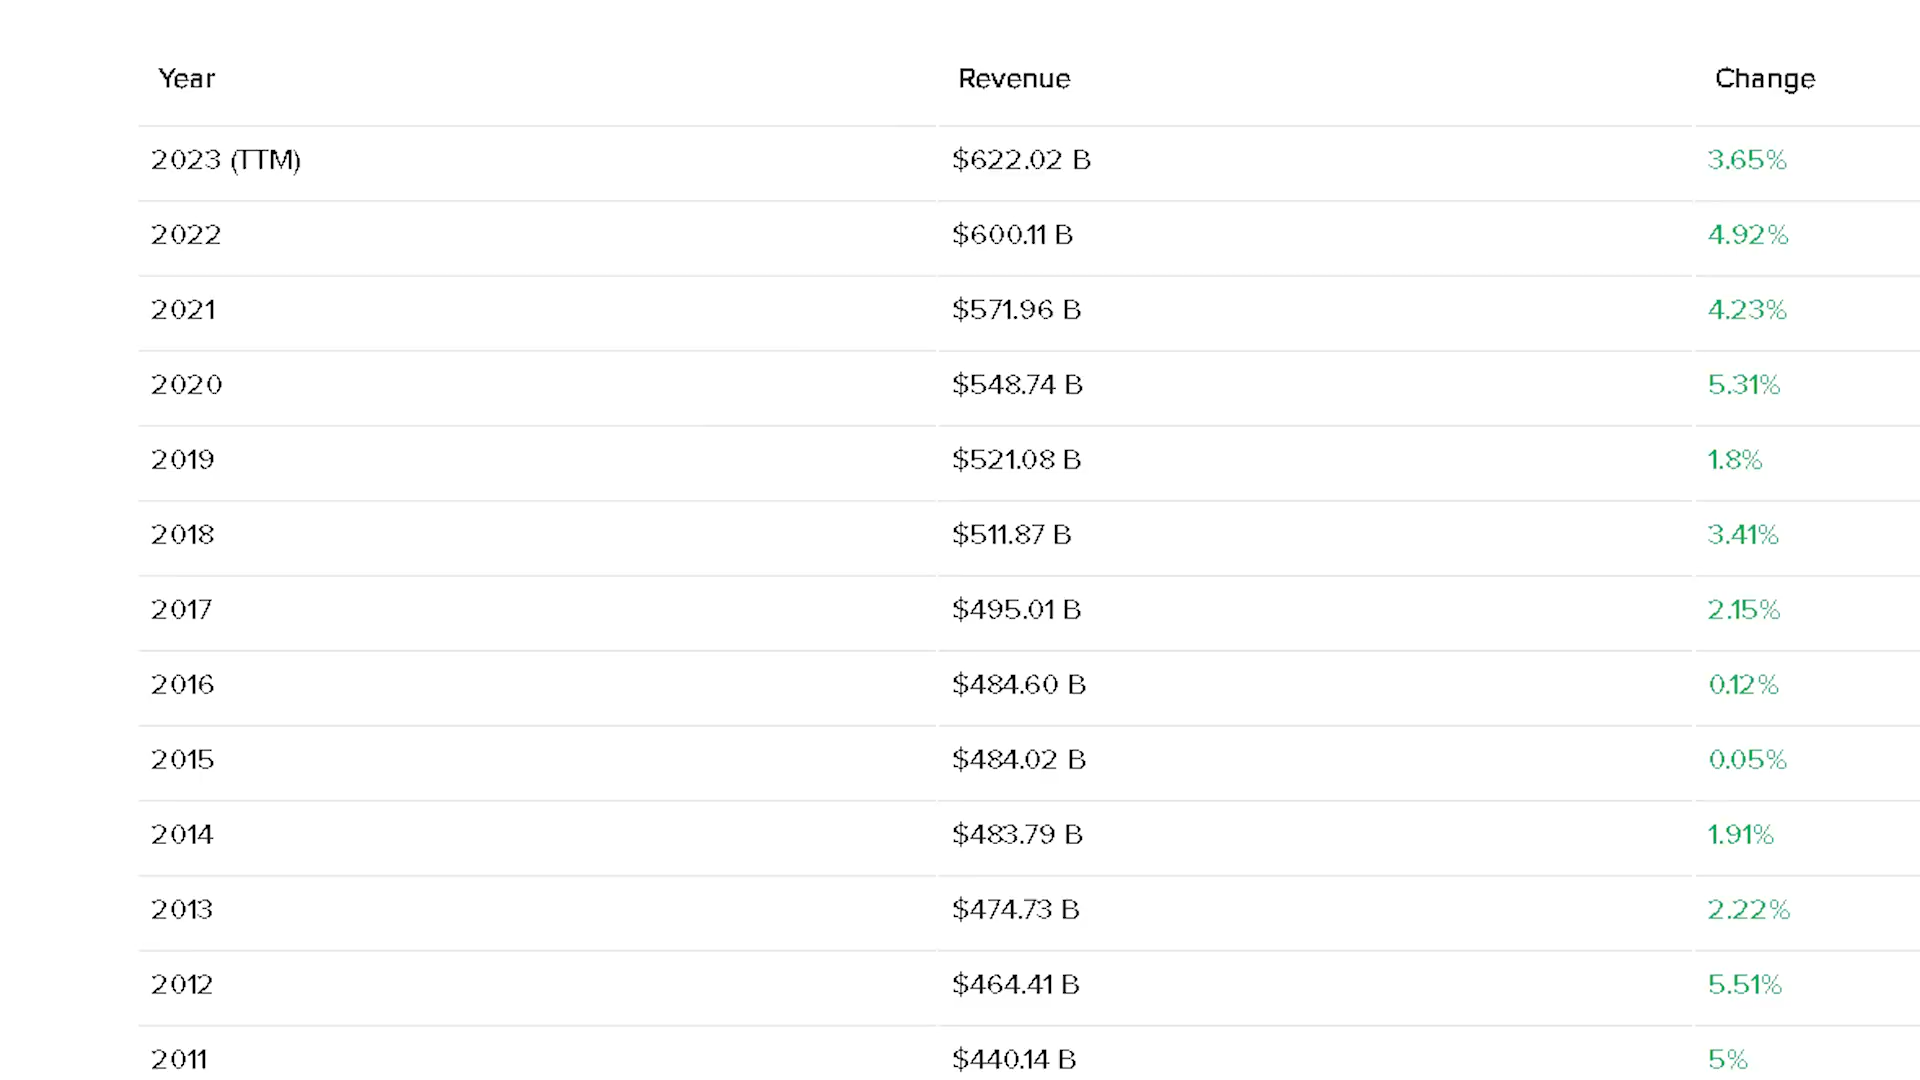 Year Revenue Change
2023 (TTM) $622.02 B 3.65%
2022 $600.11 B 4.92%
2021 $571.96 B 4.23%
2020 $548.74 B 5.31%
2019 $521.08 B 1.8%
2018 $511.87 B 3.41%
2017 $495.01 B 2.15%
2016 $484.60 B 0.12%
2015 $484.02 B 0.05%
2014 $483.79 B 1.91%
2013 $474.73 B 2.22%
2012 $464.41 B 5.51%
2011 $440.14 B 5%